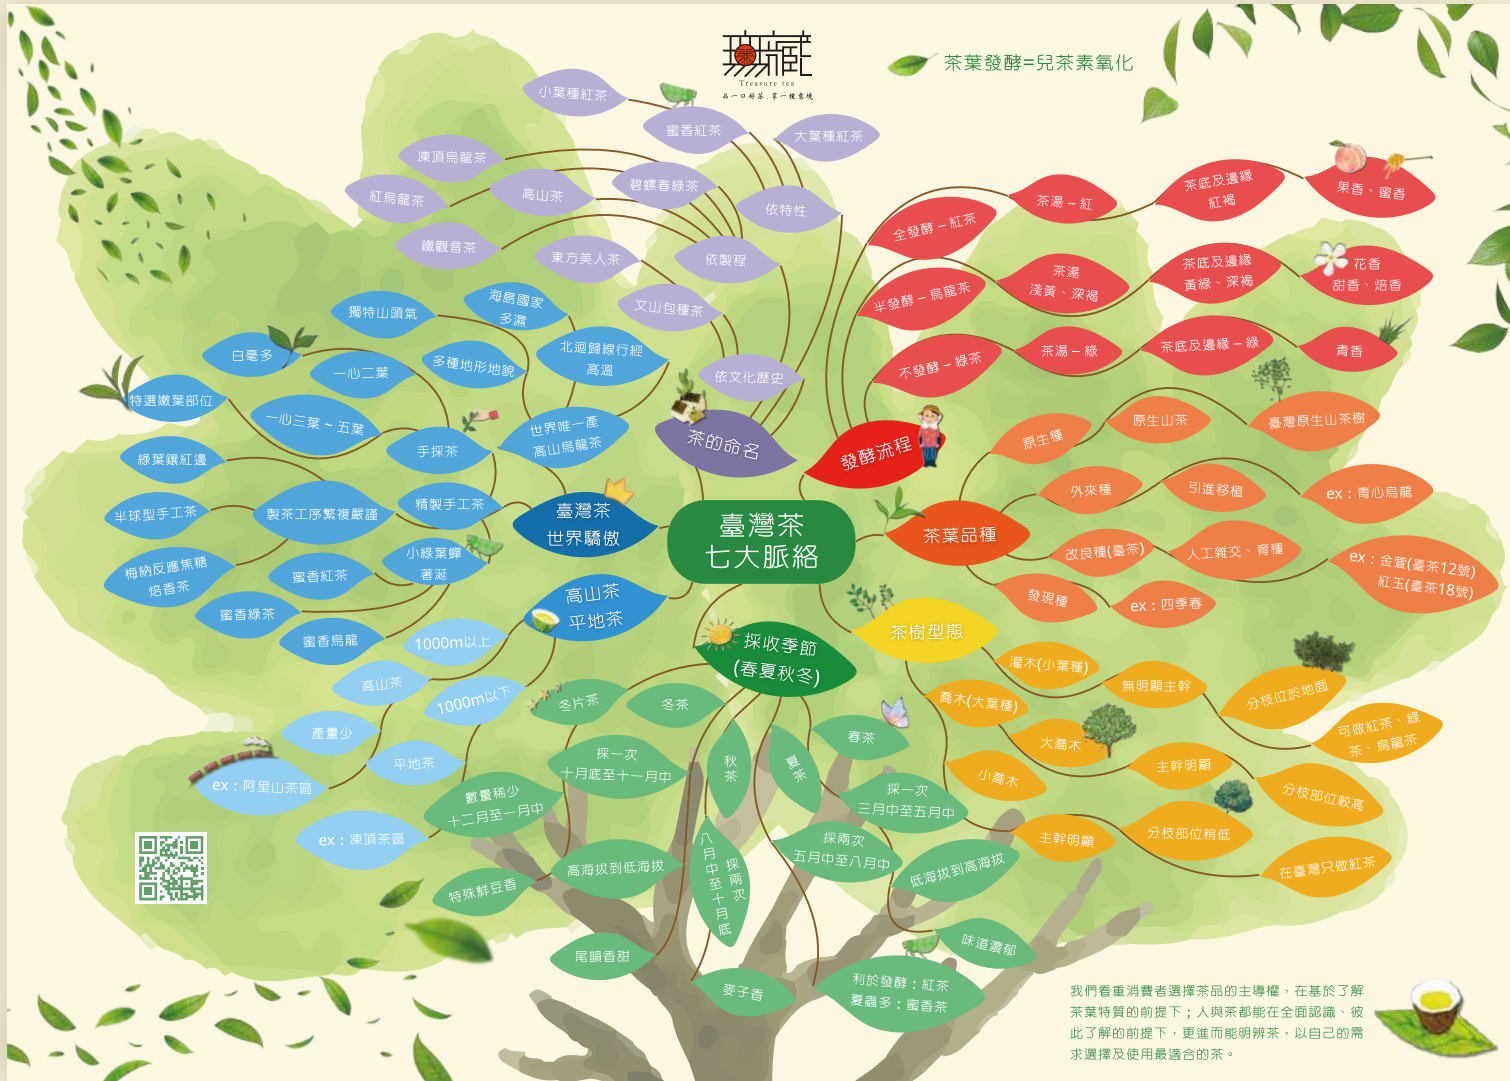 無藏
Treasure tea
品一口好茶.享一種意境
茶葉發酵=兒茶素氧化
小葉種紅茶
蜜香紅茶
大葉種紅茶
凍頂烏龍茶
紅烏龍茶
高山茶
碧螺春綠茶
依特性
鐵觀音茶
東方美人茶
依製程
文山包種茶
依文化歷史
茶的命名
全發酵 – 紅茶
茶湯 – 紅
茶底及邊緣
紅褐
果香、蜜香
半發酵 – 烏龍茶
茶湯
淺黃、深褐
茶底及邊緣
黃綠、深褐
花香
甜香、焙香
不發酵 – 綠茶
茶湯 – 綠
茶底及邊緣 – 綠
青香
發酵流程
獨特山頭氣
海島國家
多濕
白毫多
一心二葉
多種地形地貌
北迴歸線行經
高溫
特選嫩葉部位
一心三葉 ~ 五葉
手採茶
世界唯一產
高山烏龍茶
綠葉鑲紅邊
半球型手工茶
製茶工序繁複嚴謹
精製手工茶
臺灣茶
世界驕傲
梅納反應焦糖
焙香茶
蜜香紅茶
小綠葉蟬
著涎
蜜香綠茶
蜜香烏龍
臺灣茶
七大脈絡
茶葉品種
原生種
原生山茶
臺灣原生山茶樹
外來種
引進移植
ex：青心烏龍
改良種(臺茶)
人工雜交、育種
ex：金萱(臺茶12號)
紅玉(臺茶18號)
發現種
ex：四季春
高山茶
平地茶
1000m以上
高山茶
1000m以下
產量少
平地茶
ex：阿里山茶區
ex：凍頂茶區
採收季節
(春夏秋冬)
冬片茶
冬茶
秋茶
夏茶
春茶
數量稀少
十二月至一月中
採一次
十月底至十一月中
採兩次
八月中至十月底
採兩次
五月中至八月中
採一次
三月中至五月中
特殊鮮豆香
高海拔到低海拔
低海拔到高海拔
尾韻香甜
麥子香
利於發酵：紅茶
夏蟲多：蜜香茶
味道濃郁
茶樹型態
灌木(小葉種)
無明顯主幹
分枝位於地面
可做紅茶、綠
茶、烏龍茶
喬木(大葉種)
大喬木
主幹明顯
分枝部位較高
小喬木
主幹明顯
分枝部位稍低
在臺灣只做紅茶
我們看重消費者選擇茶品的主導權，在基於了解
茶葉特質的前提下；人與茶都能在全面認識、彼
此了解的前提下，更進而能明辨茶，以自己的需
求選擇及使用最適合的茶。